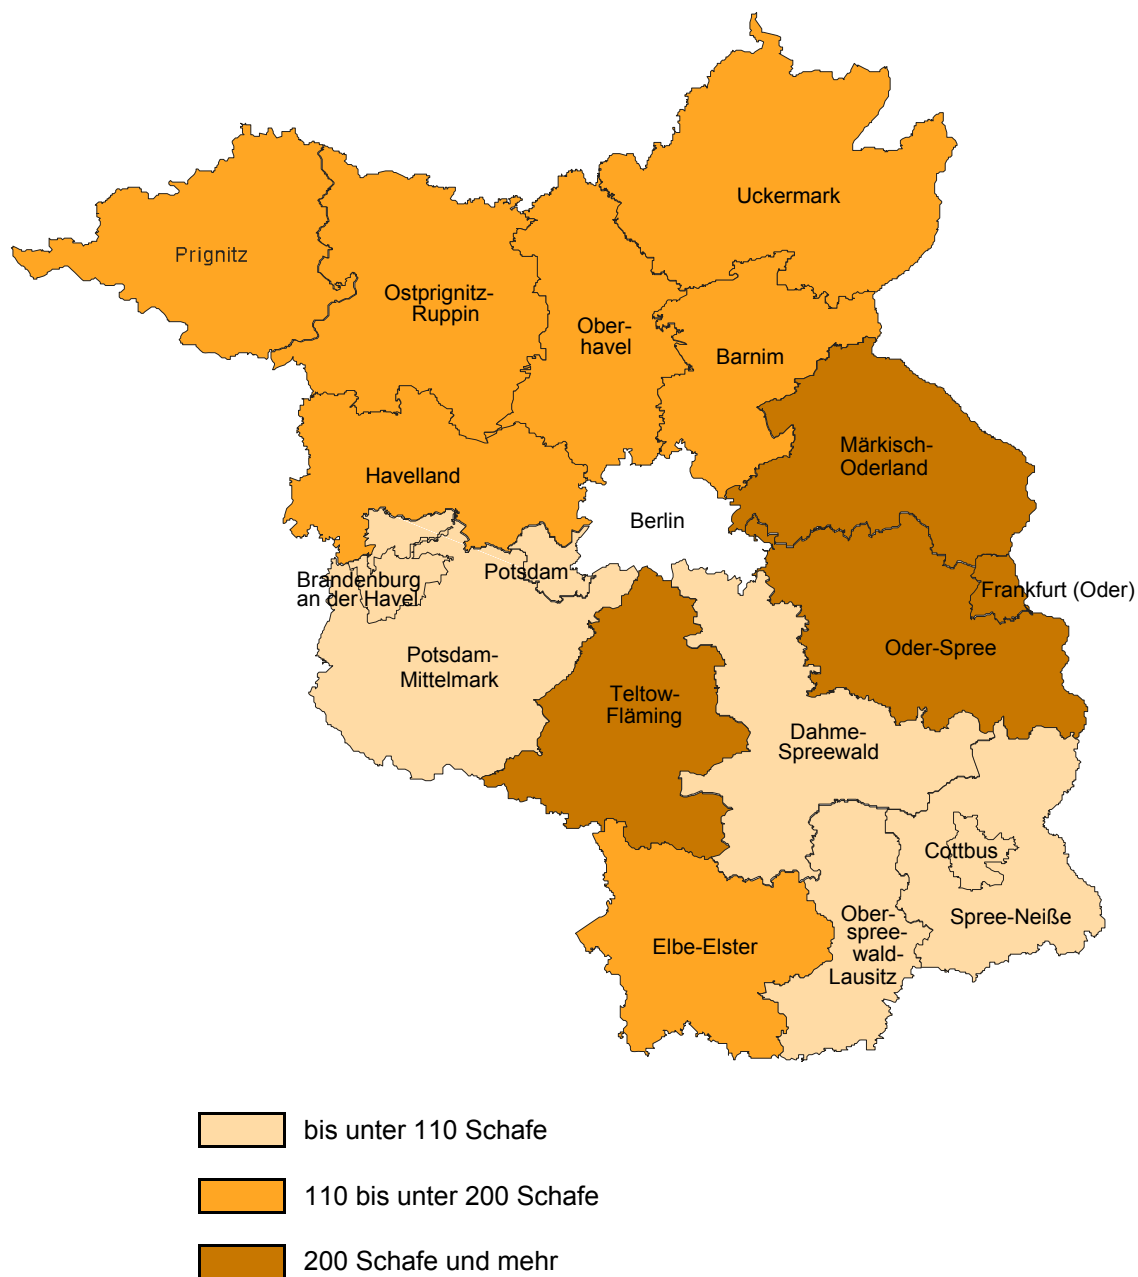 Uckermark
Prignitz
Ostprignitz-
Ruppin
Ober-
havel
Barnim
Märkisch-
Oderland
Havelland
Berlin
Potsdam
Brandenburg
an der Havel
Frankfurt (Oder)
Oder-Spree
Potsdam-
Mittelmark
Teltow-
Fläming
Dahme-
Spreewald
Cottbus
Ober-
spree-
wald-
Lausitz
Spree-Neiße
Elbe-Elster
bis unter 110 Schafe
110 bis unter 200 Schafe
200 Schafe und mehr